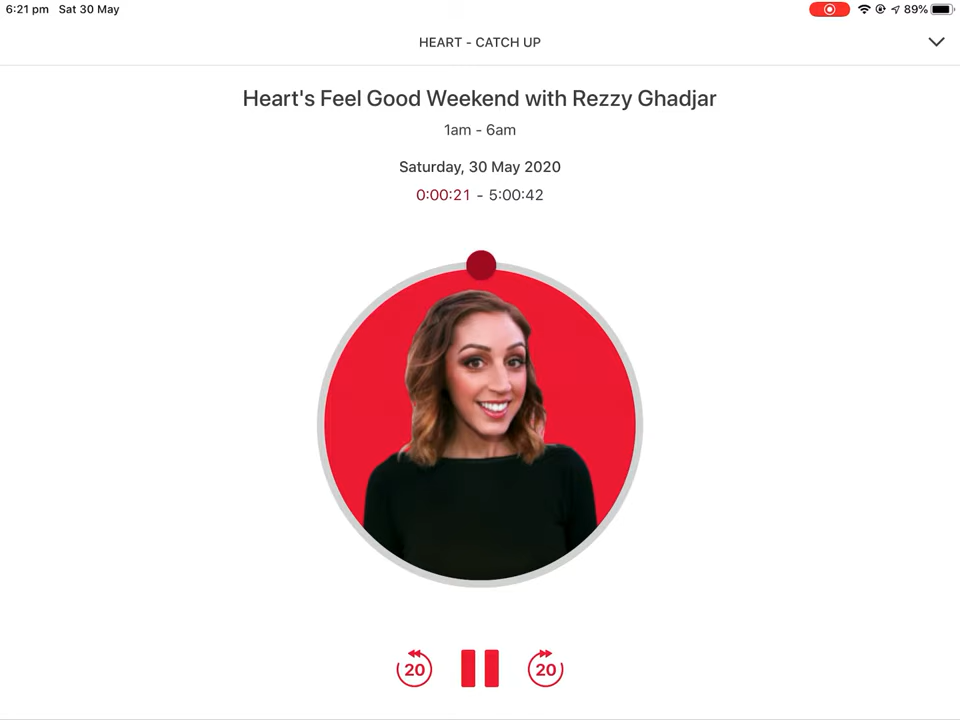 6:21 pm Sat 30 May 89%
HEART - CATCH UP
Heart's Feel Good Weekend with Rezzy Ghadjar
1am - 6am
Saturday, 30 May 2020
0:00:21 - 5:00:42
20 20